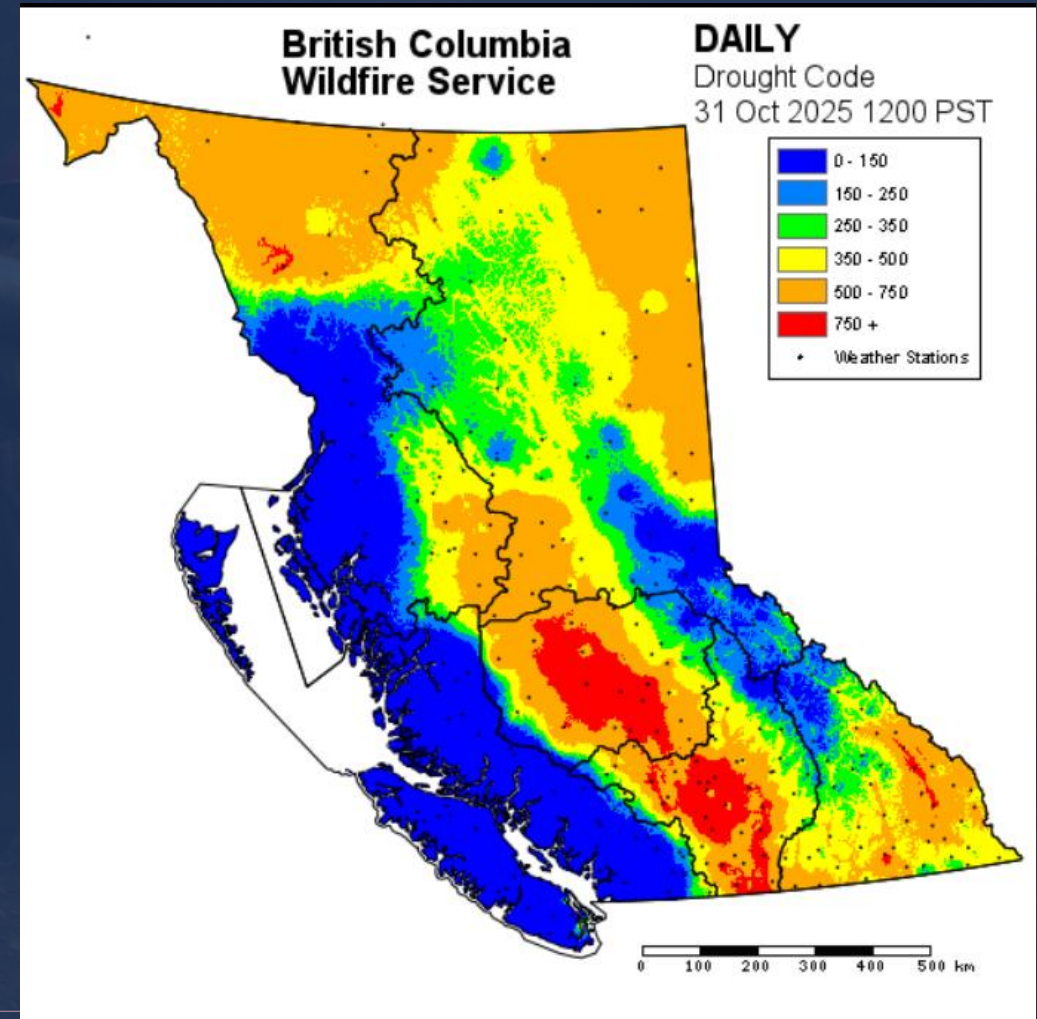 British Columbia
Wildfire Service
DAILY
Drought Code
31 Oct 2025 1200 PST
0 - 150
150 - 250
250 - 350
350 - 500
500 - 750
750 +
Weather Stations
0 100 200 300 400 500 km